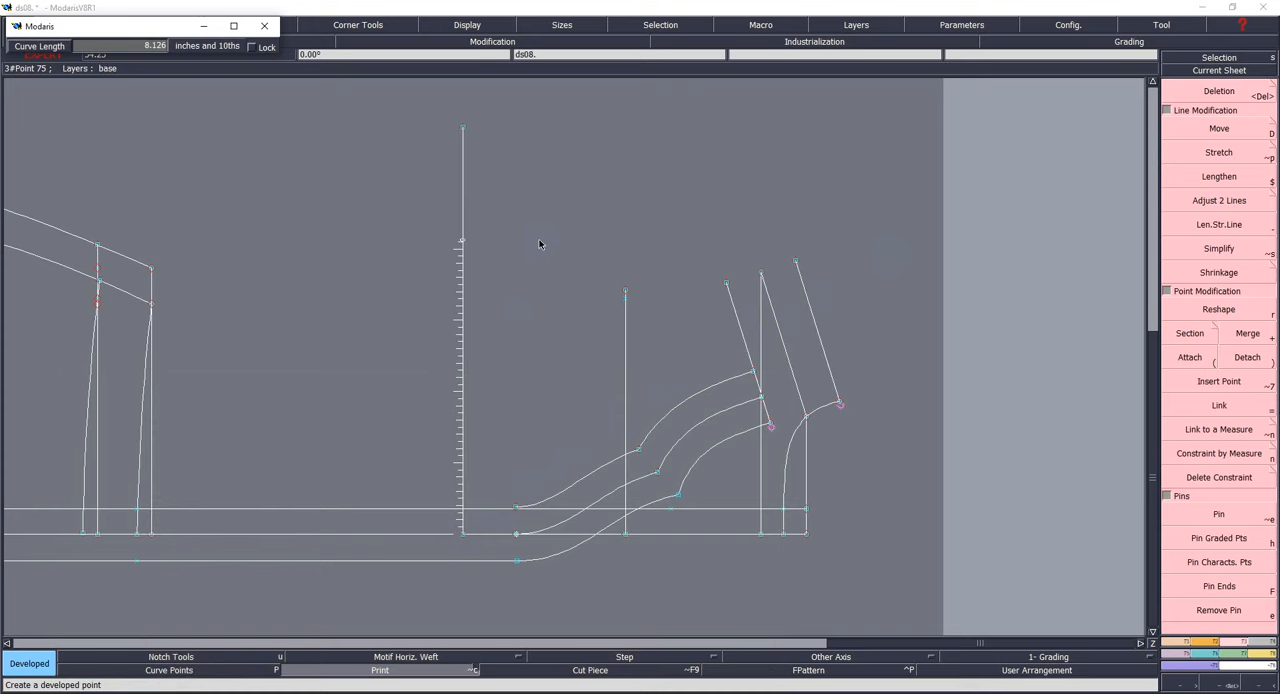 ds08. * - ModarisV8R1
Modaris
Corner Tools Display Sizes Selection Macro Layers Parameters Config. Tool ?
Curve Length 8.126 inches and 10ths Lock
Modification Industrialization Grading
0.00° ds08.
3#Point 75 ; Layers : base
Selection s
Current Sheet
Deletion <Del>
Line Modification
Move D
Stretch ~p
Lengthen $
Adjust 2 Lines
Len.Str.Line -
Simplify ~s
Shrinkage
Point Modification
Reshape r
Section Merge +
Attach ( Detach )
Insert Point ~7
Link =
Link to a Measure ~n
Constraint by Measure n
Delete Constraint
Pins
Pin ~e
Pin Graded Pts h
Pin Characts. Pts
Pin Ends F
Remove Pin e
Z
Developed Notch Tools u Motif Horiz. Weft Step Other Axis 1- Grading
Curve Points P Print ~c Cut Piece ~F9 FPattern ^P User Arrangement
Create a developed point